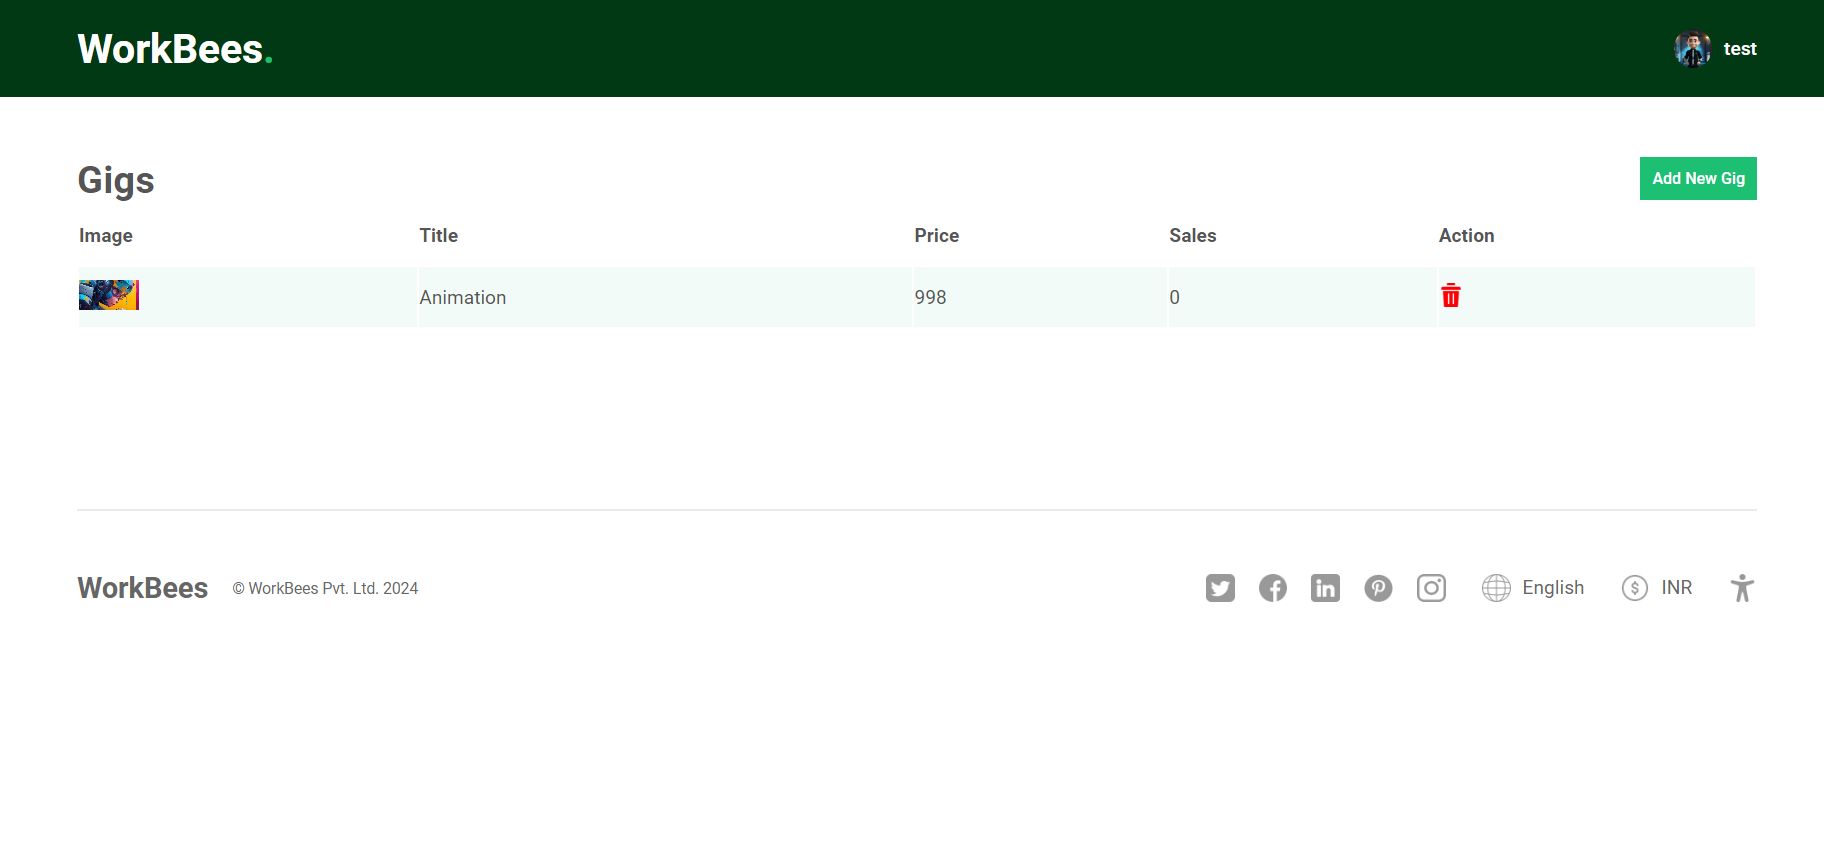 WorkBees.
test
Gigs
Add New Gig
Image Title Price Sales Action
Animation 998 0
WorkBees © WorkBees Pvt. Ltd. 2024 English INR